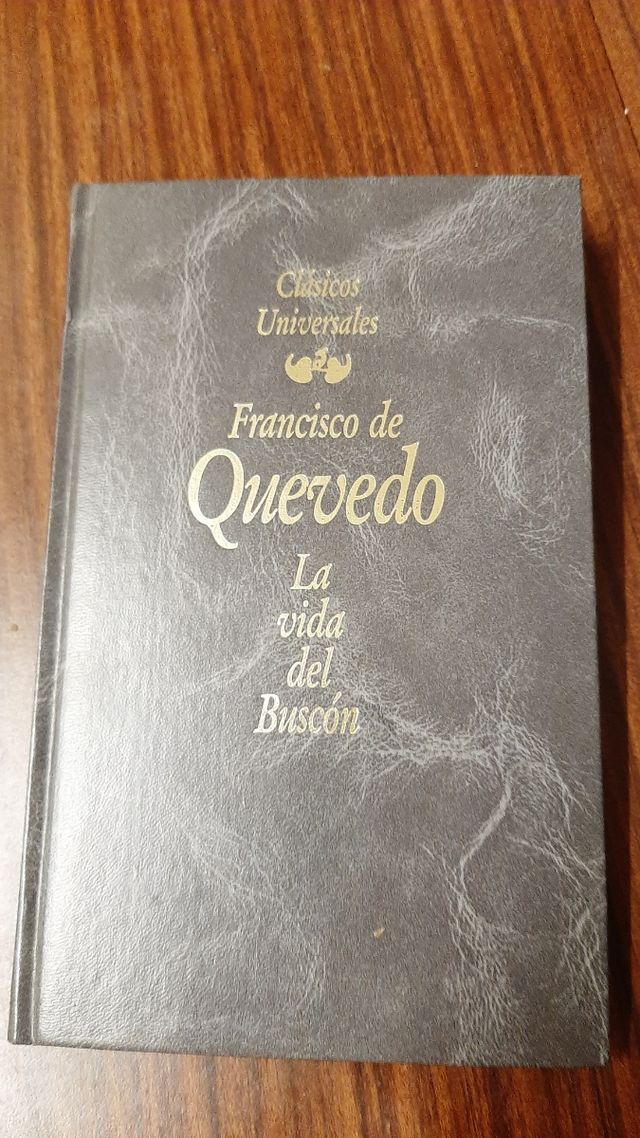 Clásicos
Universales
Francisco de
Quevedo
La
vida
del
Buscón